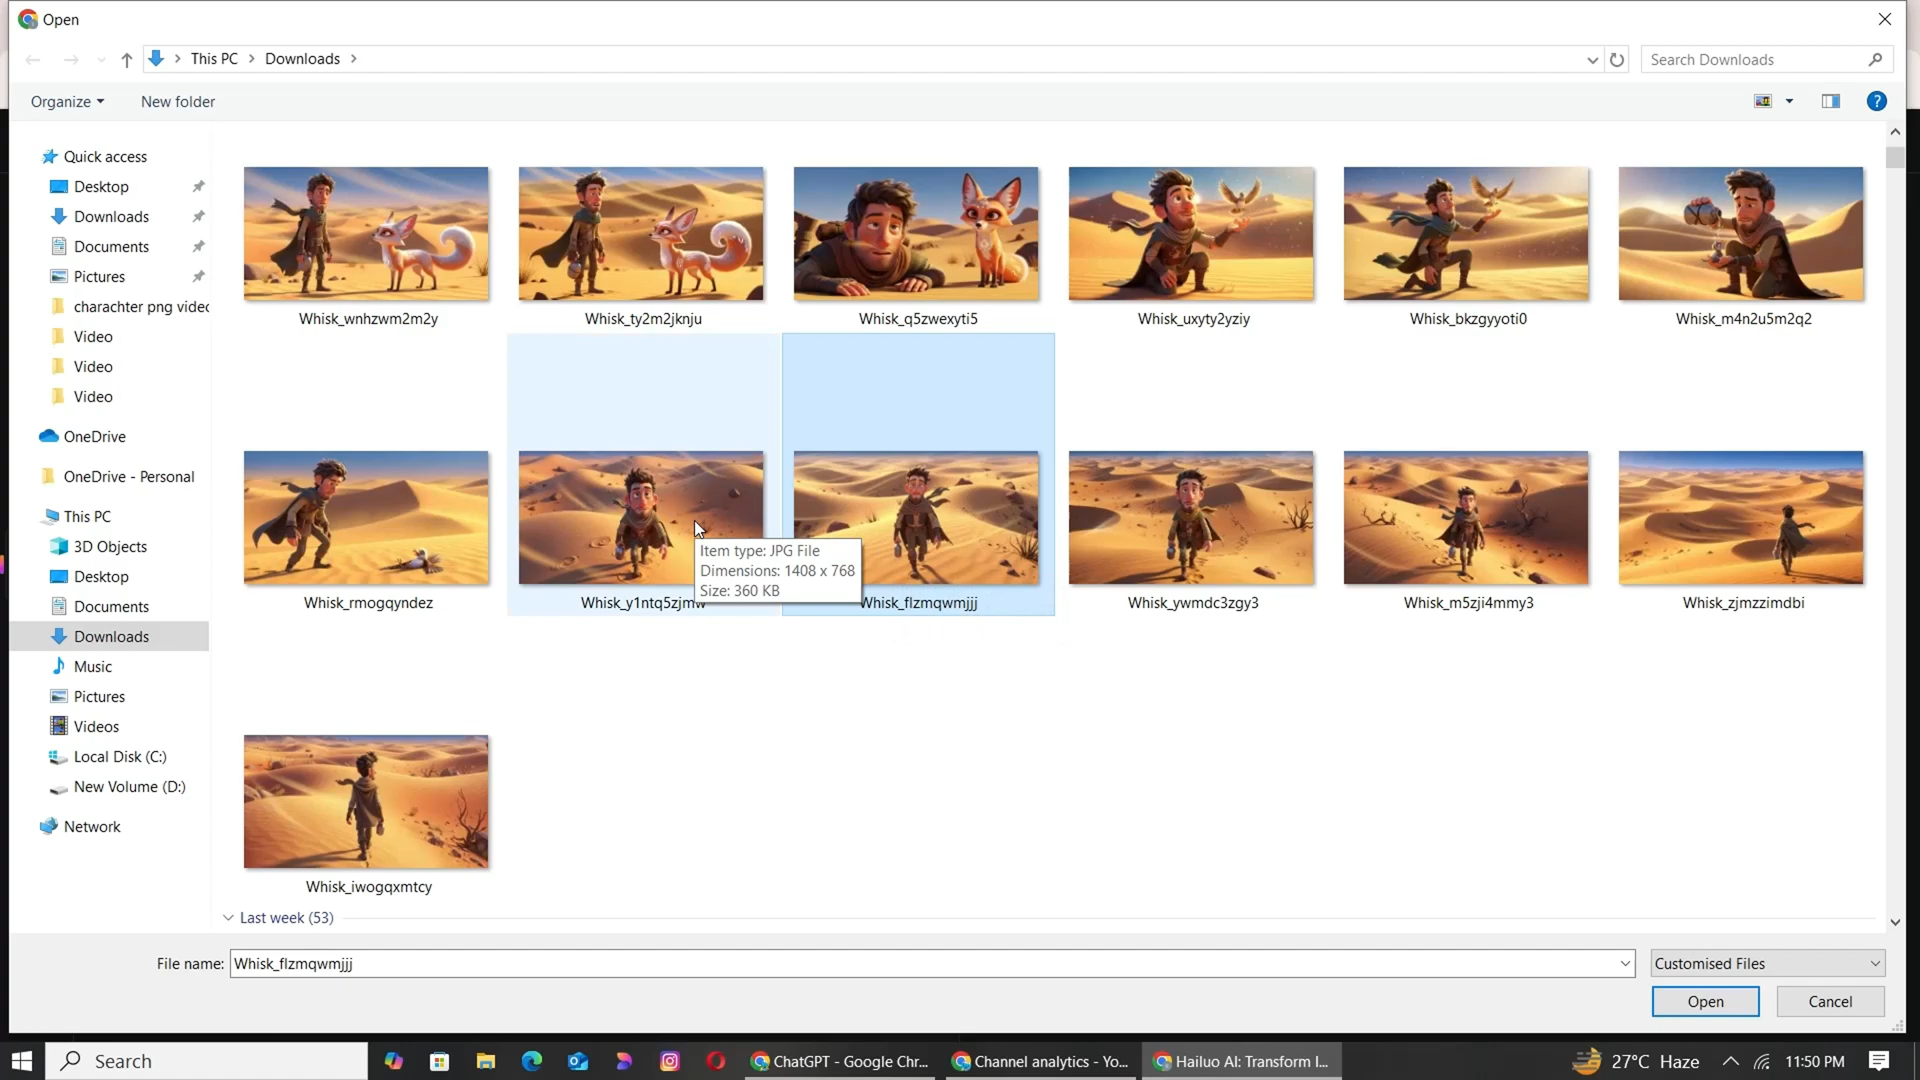 Open
This PC
Downloads
Search Downloads
Organize
New folder
Quick access
Desktop
Downloads
Documents
Pictures
charachter png videc
Video
Video
Video
OneDrive
OneDrive - Personal
This PC
3D Objects
Desktop
Documents
Downloads
Music
Pictures
Videos
Local Disk (C:)
New Volume (D:)
Network
Whisk_wnhzwm2m2y
Whisk_ty2m2jknju
Whisk_q5zwexyti5
Whisk_uxyty2yziy
Whisk_bkzgyyoti0
Whisk_m4n2u5m2q2
Item type: JPG File
Dimensions: 1408 x 768
Size: 360 KB
Whisk_rmogqyndez
Whisk_y1ntq5zjmw
Whisk_flzmqwmjjj
Whisk_ywmdc3zgy3
Whisk_m5zji4mmy3
Whisk_zjmzzimdbi
Whisk_iwogqxmtcy
Last week (53)
File name:
Whisk_flzmqwmjjj
Customised Files
Open
Cancel
Search
ChatGPT - Google Chr...
Channel analytics - Yo...
Hailuo AI: Transform I...
27°C Haze
11:50 PM